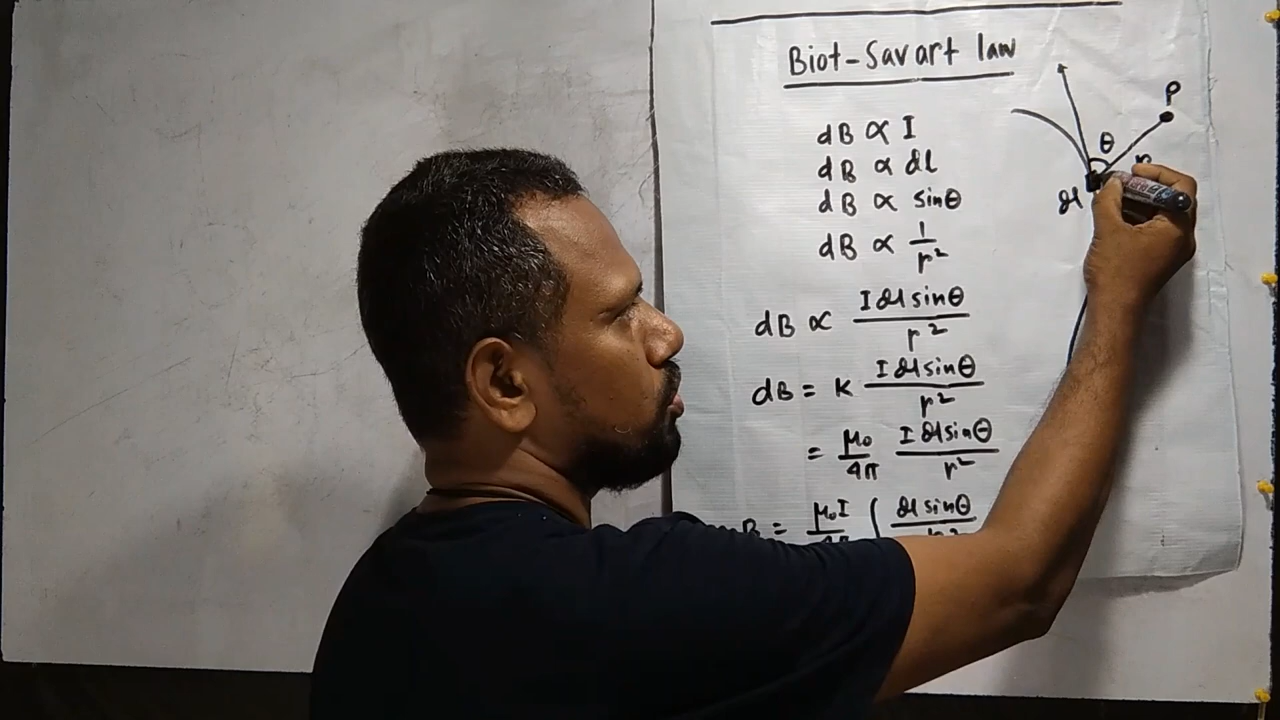 Biot-Savart law
dB ∝ I
dB ∝ dl
dB ∝ sinθ
dB ∝ 1/r²
dB ∝ I dl sinθ / r²
dB = K I dl sinθ / r²
= μ₀/4π I dl sinθ / r²
B = μ₀I/4π ∫ dl sinθ / r²
P
θ
r
dl